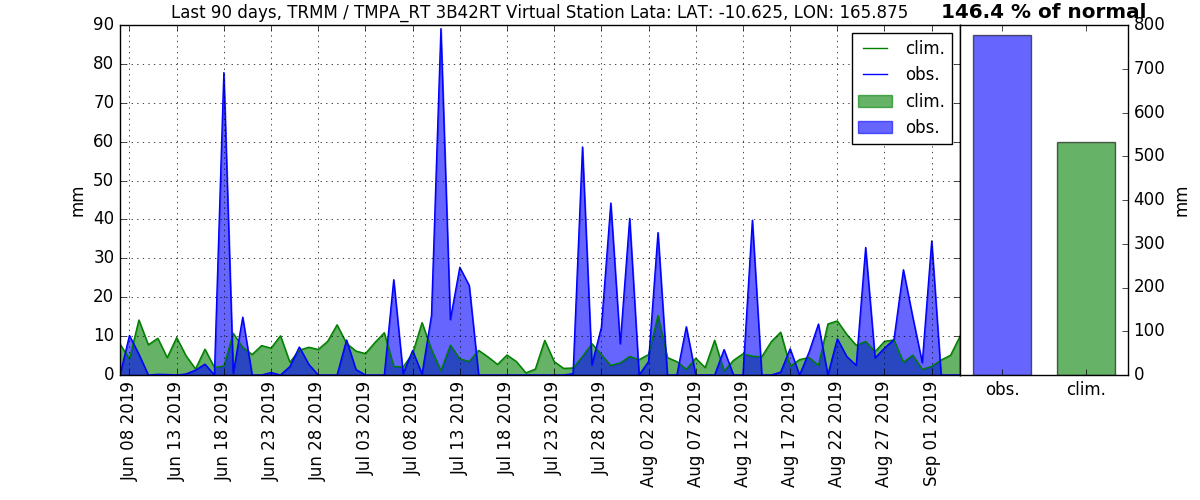 Last 90 days, TRMM / TMPA_RT 3B42RT Virtual Station Lata: LAT: -10.625, LON: 165.875
146.4 % of normal
90
80
70
60
50
40
30
20
10
0
mm
clim.
obs.
clim.
obs.
Jun 08 2019
Jun 13 2019
Jun 18 2019
Jun 23 2019
Jun 28 2019
Jul 03 2019
Jul 08 2019
Jul 13 2019
Jul 18 2019
Jul 23 2019
Jul 28 2019
Aug 02 2019
Aug 07 2019
Aug 12 2019
Aug 17 2019
Aug 22 2019
Aug 27 2019
Sep 01 2019
800
700
600
500
400
300
200
100
0
mm
obs.
clim.